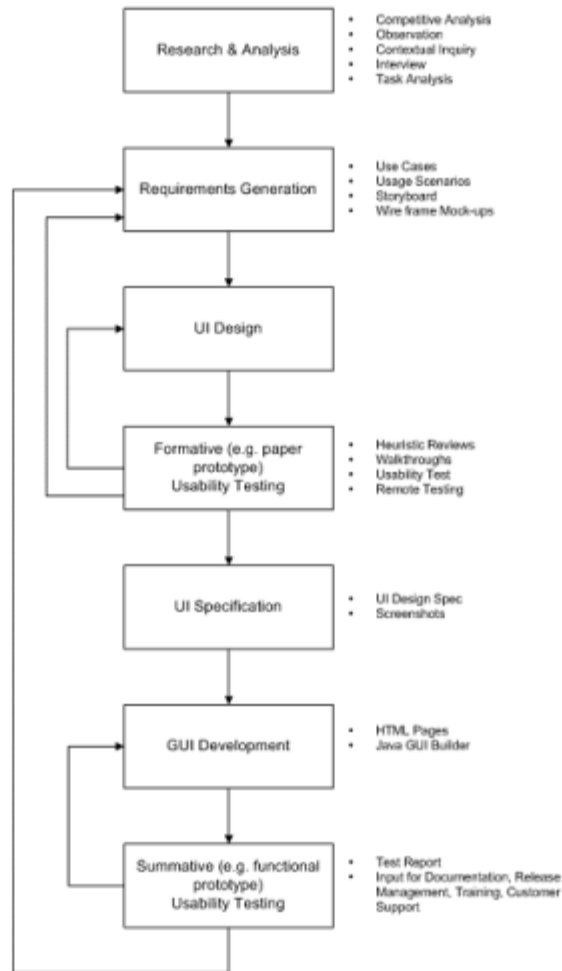 Research & Analysis
• Competitive Analysis
• Observation
• Contextual Inquiry
• Interview
• Task Analysis
Requirements Generation
• Use Cases
• Usage Scenarios
• Storyboard
• Wire frame Mock-ups
UI Design
Formative (e.g. paper
prototype)
Usability Testing
• Heuristic Reviews
• Walkthroughs
• Usability Test
• Remote Testing
UI Specification
• UI Design Spec
• Screenshots
GUI Development
• HTML Pages
• Java GUI Builder
Summative (e.g. functional
prototype)
Usability Testing
• Test Report
• Input for Documentation, Release
Management, Training, Customer
Support